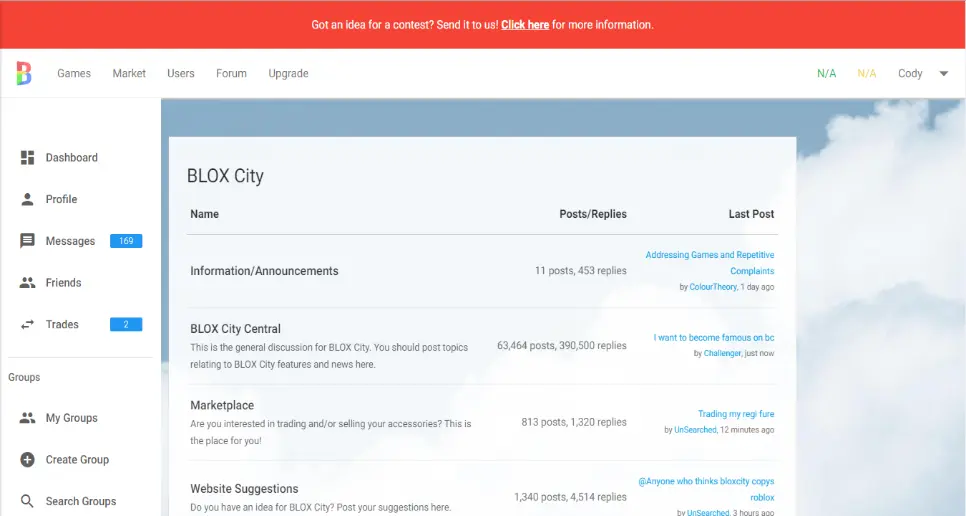 Got an idea for a contest? Send it to us! Click here for more information.
B Games Market Users Forum Upgrade N/A N/A Cody
Dashboard
Profile
Messages 169
Friends
Trades 2
Groups
My Groups
Create Group
Search Groups
BLOX City
Name Posts/Replies Last Post
Information/Announcements 11 posts, 453 replies
Addressing Games and Repetitive
Complaints
by ColourTheory, 1 day ago
BLOX City Central
This is the general discussion for BLOX City. You should post topics
relating to BLOX City features and news here.
63,464 posts, 390,500 replies
I want to become famous on bc
by Challenger, just now
Marketplace
Are you interested in trading and/or selling your accessories? This is
the place for you!
813 posts, 1,320 replies
Trading my regi fure
by UnSearched, 12 minutes ago
Website Suggestions
Do you have an idea for BLOX City? Post your suggestions here.
1,340 posts, 4,514 replies
@Anyone who thinks bloxcity copys
roblox
by UnSearched, 3 hours ago